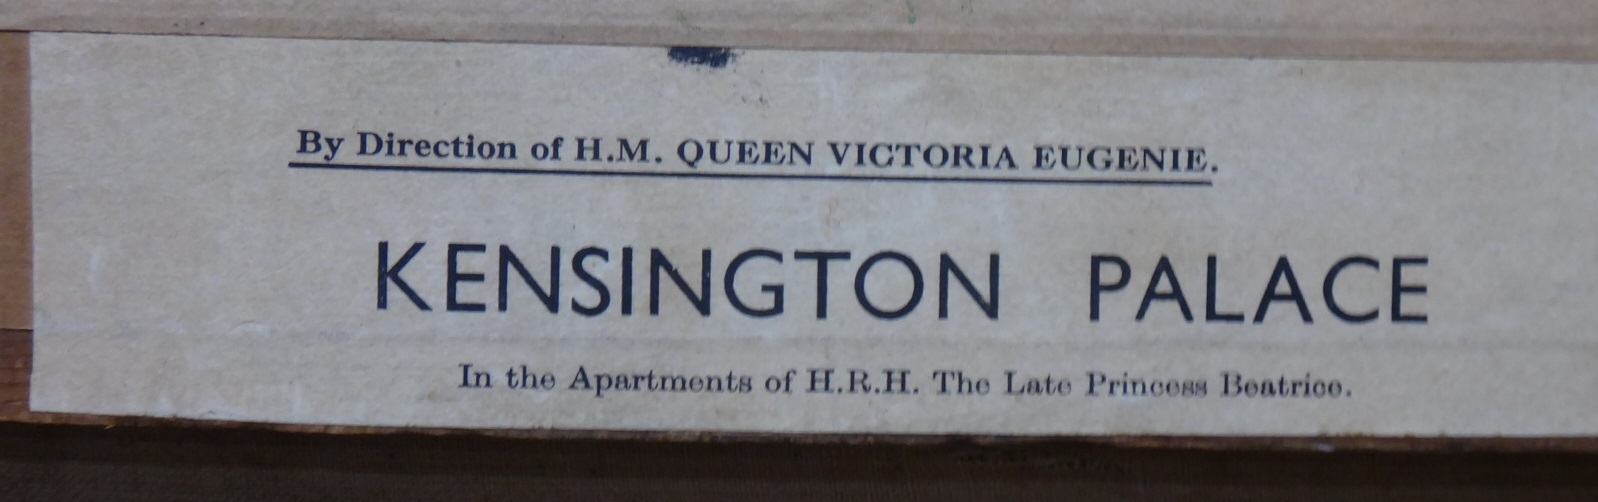 By Direction of H.M. QUEEN VICTORIA EUGENIE.
KENSINGTON PALACE
In the Apartments of H.R.H. The Late Princess Beatrice.